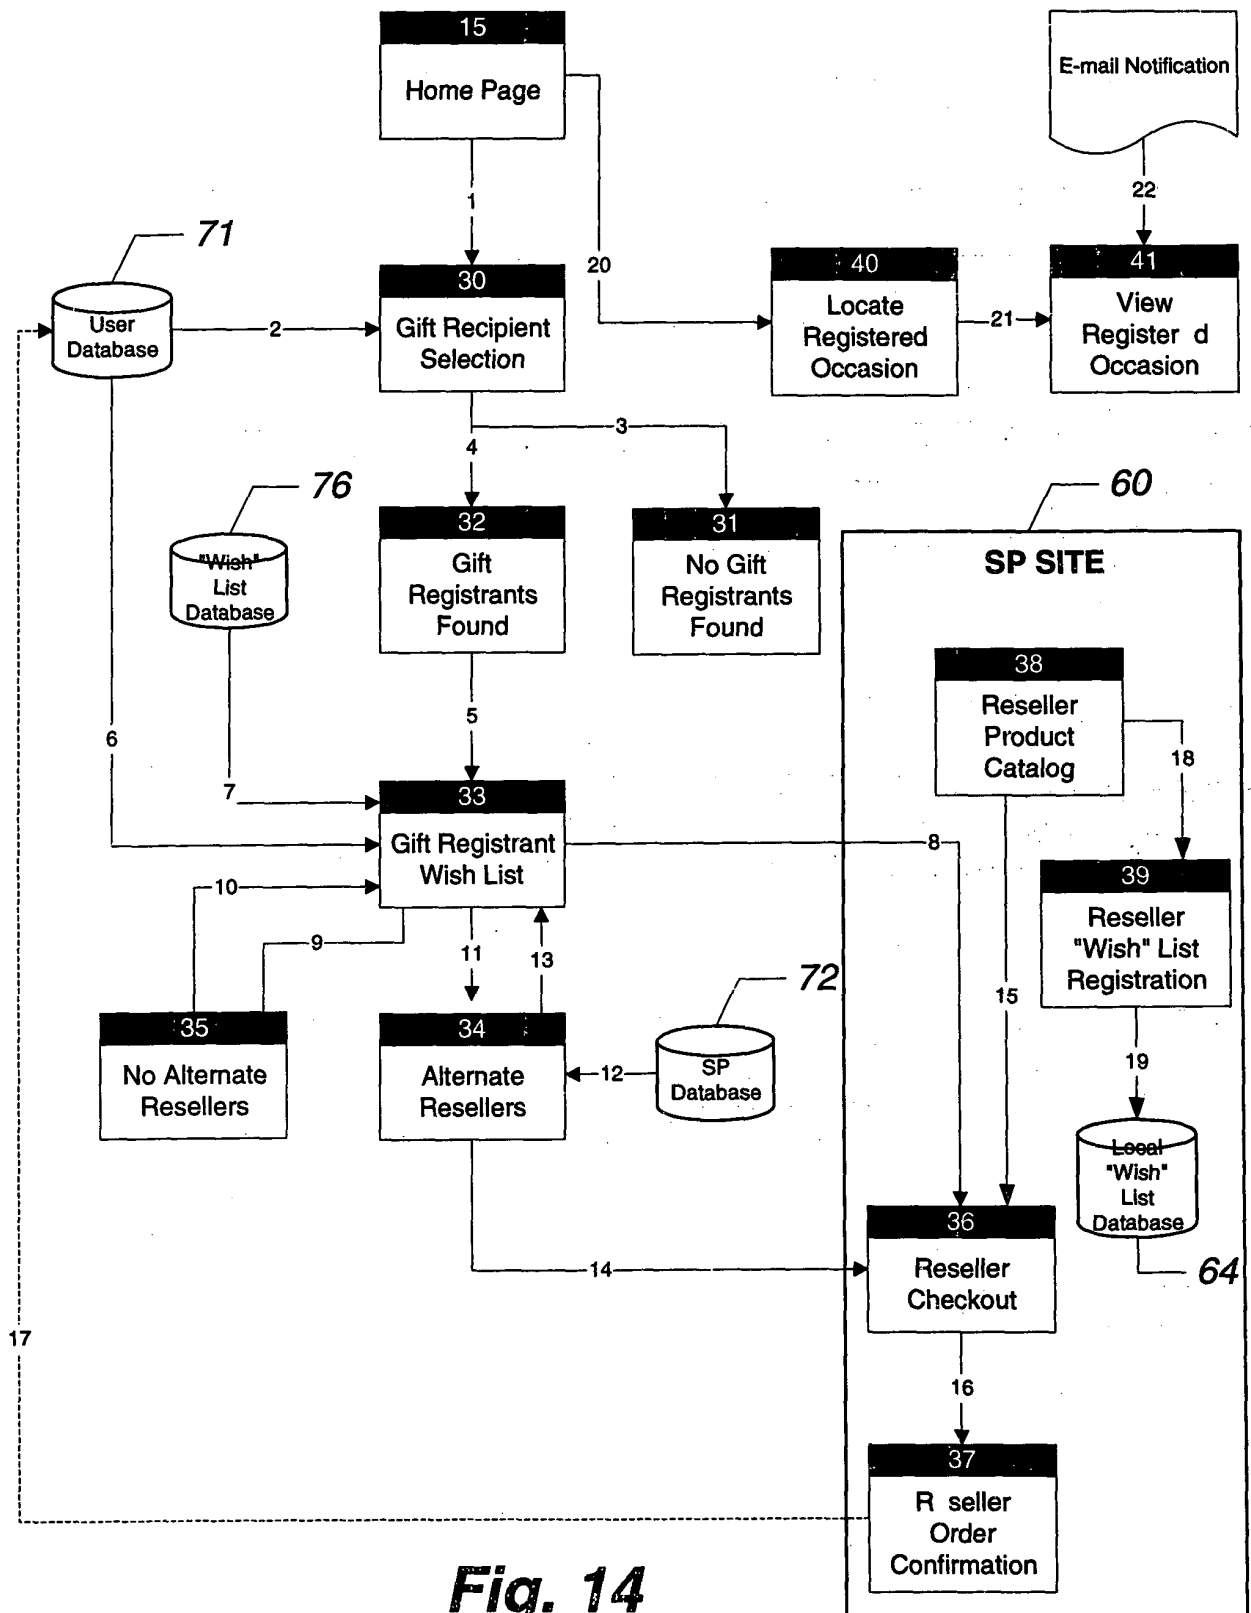 15
Home Page
E-mail Notification
1
22
71
20
30
Gift Recipient
Selection
40
Locate
Registered
Occasion
41
View
Register d
Occasion
User
Database
2
21
3
4
76
60
"Wish"
List
Database
32
Gift
Registrants
Found
31
No Gift
Registrants
Found
SP SITE
38
Reseller
Product
Catalog
5
6
7
18
33
Gift Registrant
Wish List
8
10
9
11
13
39
Reseller
"Wish" List
Registration
72
15
35
No Alternate
Resellers
34
Alternate
Resellers
12
SP
Database
19
Local
"Wish"
List
Database
64
36
Reseller
Checkout
14
17
16
37
R seller
Order
Confirmation
Fig. 14